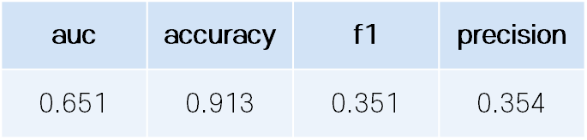 auc accuracy f1 precision
0.651 0.913 0.351 0.354